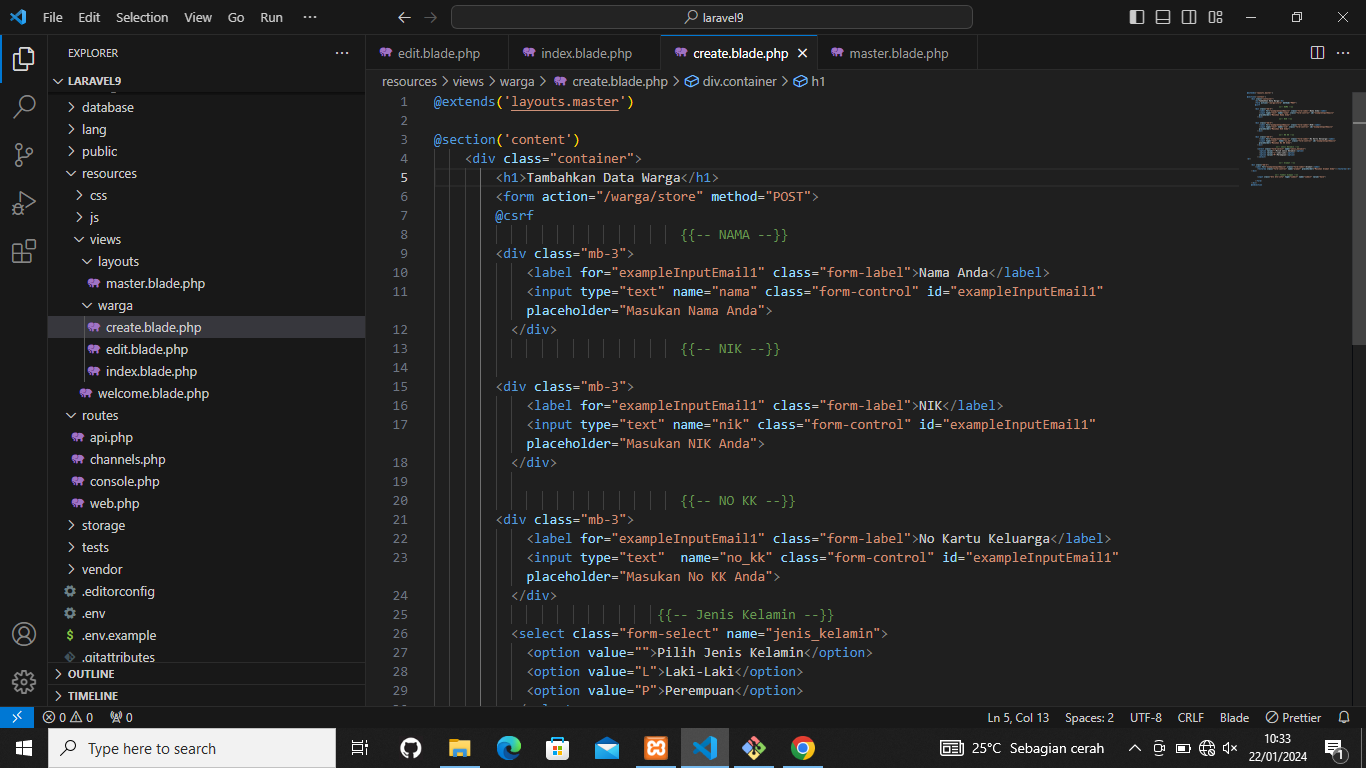 File Edit Selection View Go Run ··· laravel9
EXPLORER ···
LARAVEL9
database
lang
public
resources
css
js
views
layouts
master.blade.php
warga
create.blade.php
edit.blade.php
index.blade.php
welcome.blade.php
routes
api.php
channels.php
console.php
web.php
storage
tests
vendor
.editorconfig
.env
$ .env.example
.gitattributes
OUTLINE
TIMELINE
edit.blade.php index.blade.php create.blade.php master.blade.php ···
resources > views > warga > create.blade.php > div.container > h1
1 @extends('layouts.master')
2
3 @section('content')
4 <div class="container">
5 <h1>Tambahkan Data Warga</h1>
6 <form action="/warga/store" method="POST">
7 @csrf
8 {{-- NAMA --}}
9 <div class="mb-3">
10 <label for="exampleInputEmail1" class="form-label">Nama Anda</label>
11 <input type="text" name="nama" class="form-control" id="exampleInputEmail1"
placeholder="Masukan Nama Anda">
12 </div>
13 {{-- NIK --}}
14
15 <div class="mb-3">
16 <label for="exampleInputEmail1" class="form-label">NIK</label>
17 <input type="text" name="nik" class="form-control" id="exampleInputEmail1"
placeholder="Masukan NIK Anda">
18 </div>
19
20 {{-- NO KK --}}
21 <div class="mb-3">
22 <label for="exampleInputEmail1" class="form-label">No Kartu Keluarga</label>
23 <input type="text"  name="no_kk" class="form-control" id="exampleInputEmail1"
placeholder="Masukan No KK Anda">
24 </div>
25 {{-- Jenis Kelamin --}}
26 <select class="form-select" name="jenis_kelamin">
27 <option value="">Pilih Jenis Kelamin</option>
28 <option value="L">Laki-Laki</option>
29 <option value="P">Perempuan</option>
0 0 0 Ln 5, Col 13 Spaces: 2 UTF-8 CRLF Blade Prettier
Type here to search 25°C Sebagian cerah 10:33
22/01/2024 1